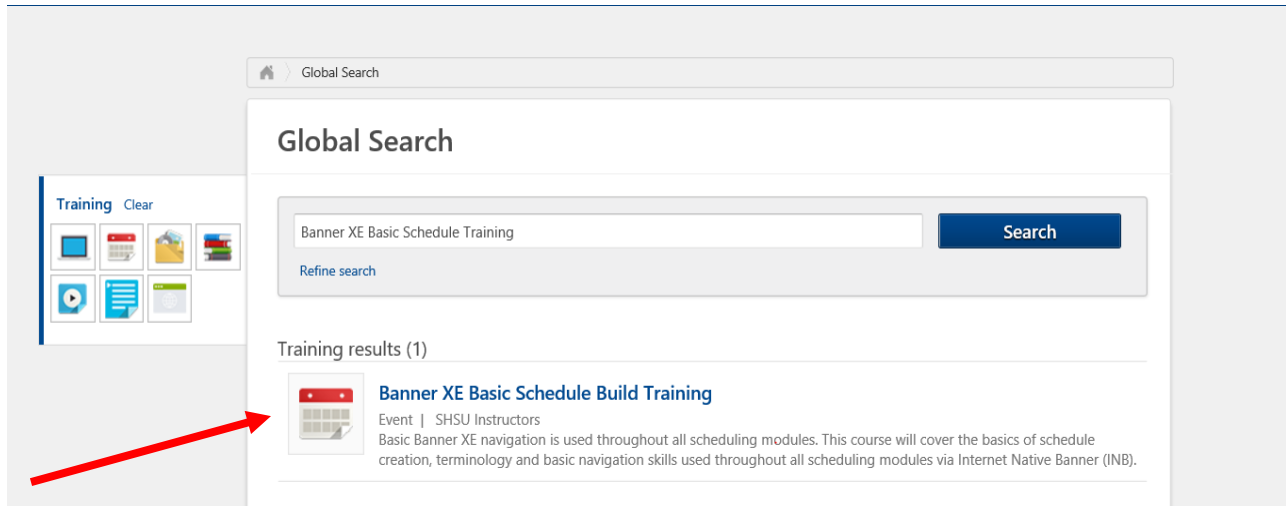 Global Search
Global Search
Training Clear
Banner XE Basic Schedule Training
Search
Refine search
Training results (1)
Banner XE Basic Schedule Build Training
Event | SHSU Instructors
Basic Banner XE navigation is used throughout all scheduling modules. This course will cover the basics of schedule
creation, terminology and basic navigation skills used throughout all scheduling modules via Internet Native Banner (INB).